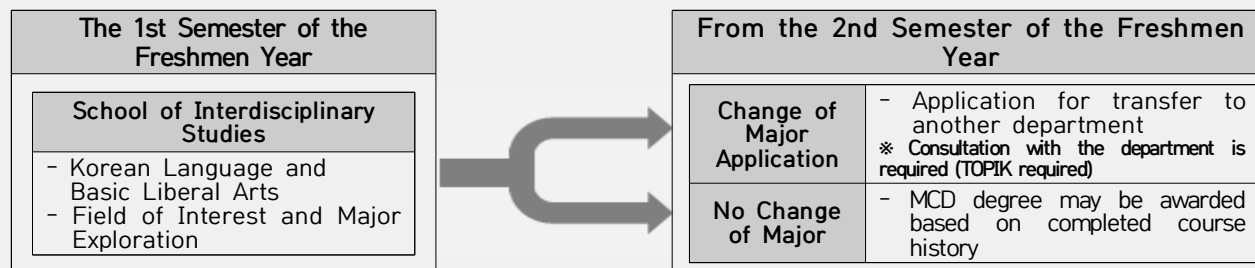 The 1st Semester of the
Freshmen Year
School of Interdisciplinary
Studies
- Korean Language and
Basic Liberal Arts
- Field of Interest and Major
Exploration
From the 2nd Semester of the Freshmen
Year
Change of
Major
Application
- Application for transfer to
another department
※ Consultation with the department is
required (TOPIK required)
No Change
of Major
- MCD degree may be awarded
based on completed course
history